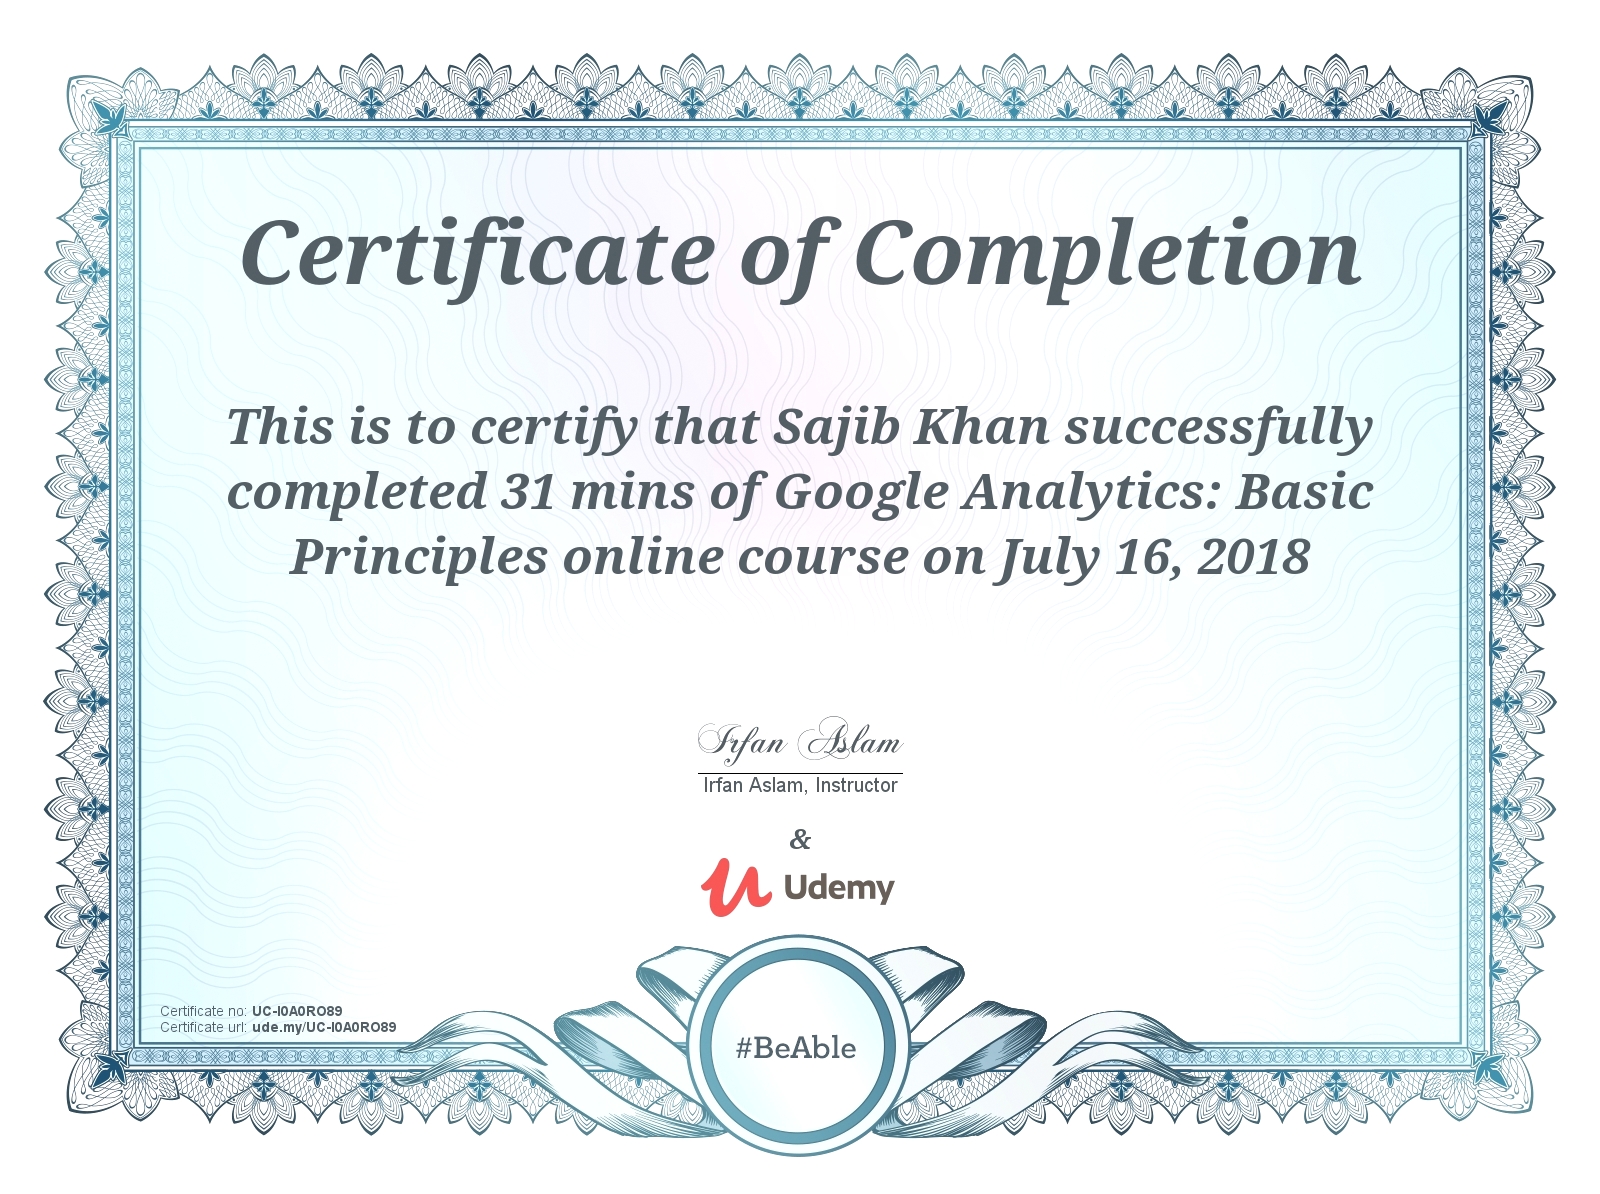 Certificate of Completion
This is to certify that Sajib Khan successfully
completed 31 mins of Google Analytics: Basic
Principles online course on July 16, 2018
Irfan Aslam
Irfan Aslam, Instructor
&
Udemy
Certificate no: UC-I0A0RO89
Certificate url: ude.my/UC-I0A0RO89
#BeAble